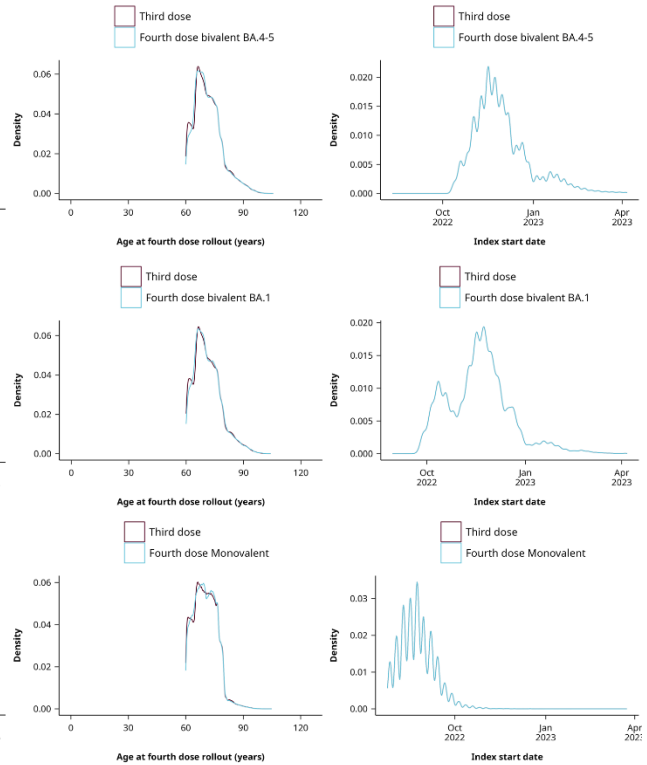 Third dose
Fourth dose bivalent BA.4-5
0.06
0.04
0.02
0.00
Density
0 30 60 90 120
Age at fourth dose rollout (years)
Third dose
Fourth dose bivalent BA.4-5
0.020
0.015
0.010
0.005
0.000
Density
Oct Jan Apr
2022 2023 2023
Index start date
Third dose
Fourth dose bivalent BA.1
0.06
0.04
0.02
0.00
Density
0 30 60 90 120
Age at fourth dose rollout (years)
Third dose
Fourth dose bivalent BA.1
0.020
0.015
0.010
0.005
0.000
Density
Oct Jan Apr
2022 2023 2023
Index start date
Third dose
Fourth dose Monovalent
0.06
0.04
0.02
0.00
Density
0 30 60 90 120
Age at fourth dose rollout (years)
Third dose
Fourth dose Monovalent
0.03
0.02
0.01
0.00
Density
Oct Jan Apr
2022 2023 2023
Index start date